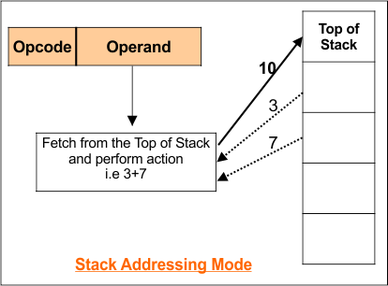 Opcode Operand
Top of
Stack
10
3
7
Fetch from the Top of Stack
and perform action
i.e 3+7
Stack Addressing Mode